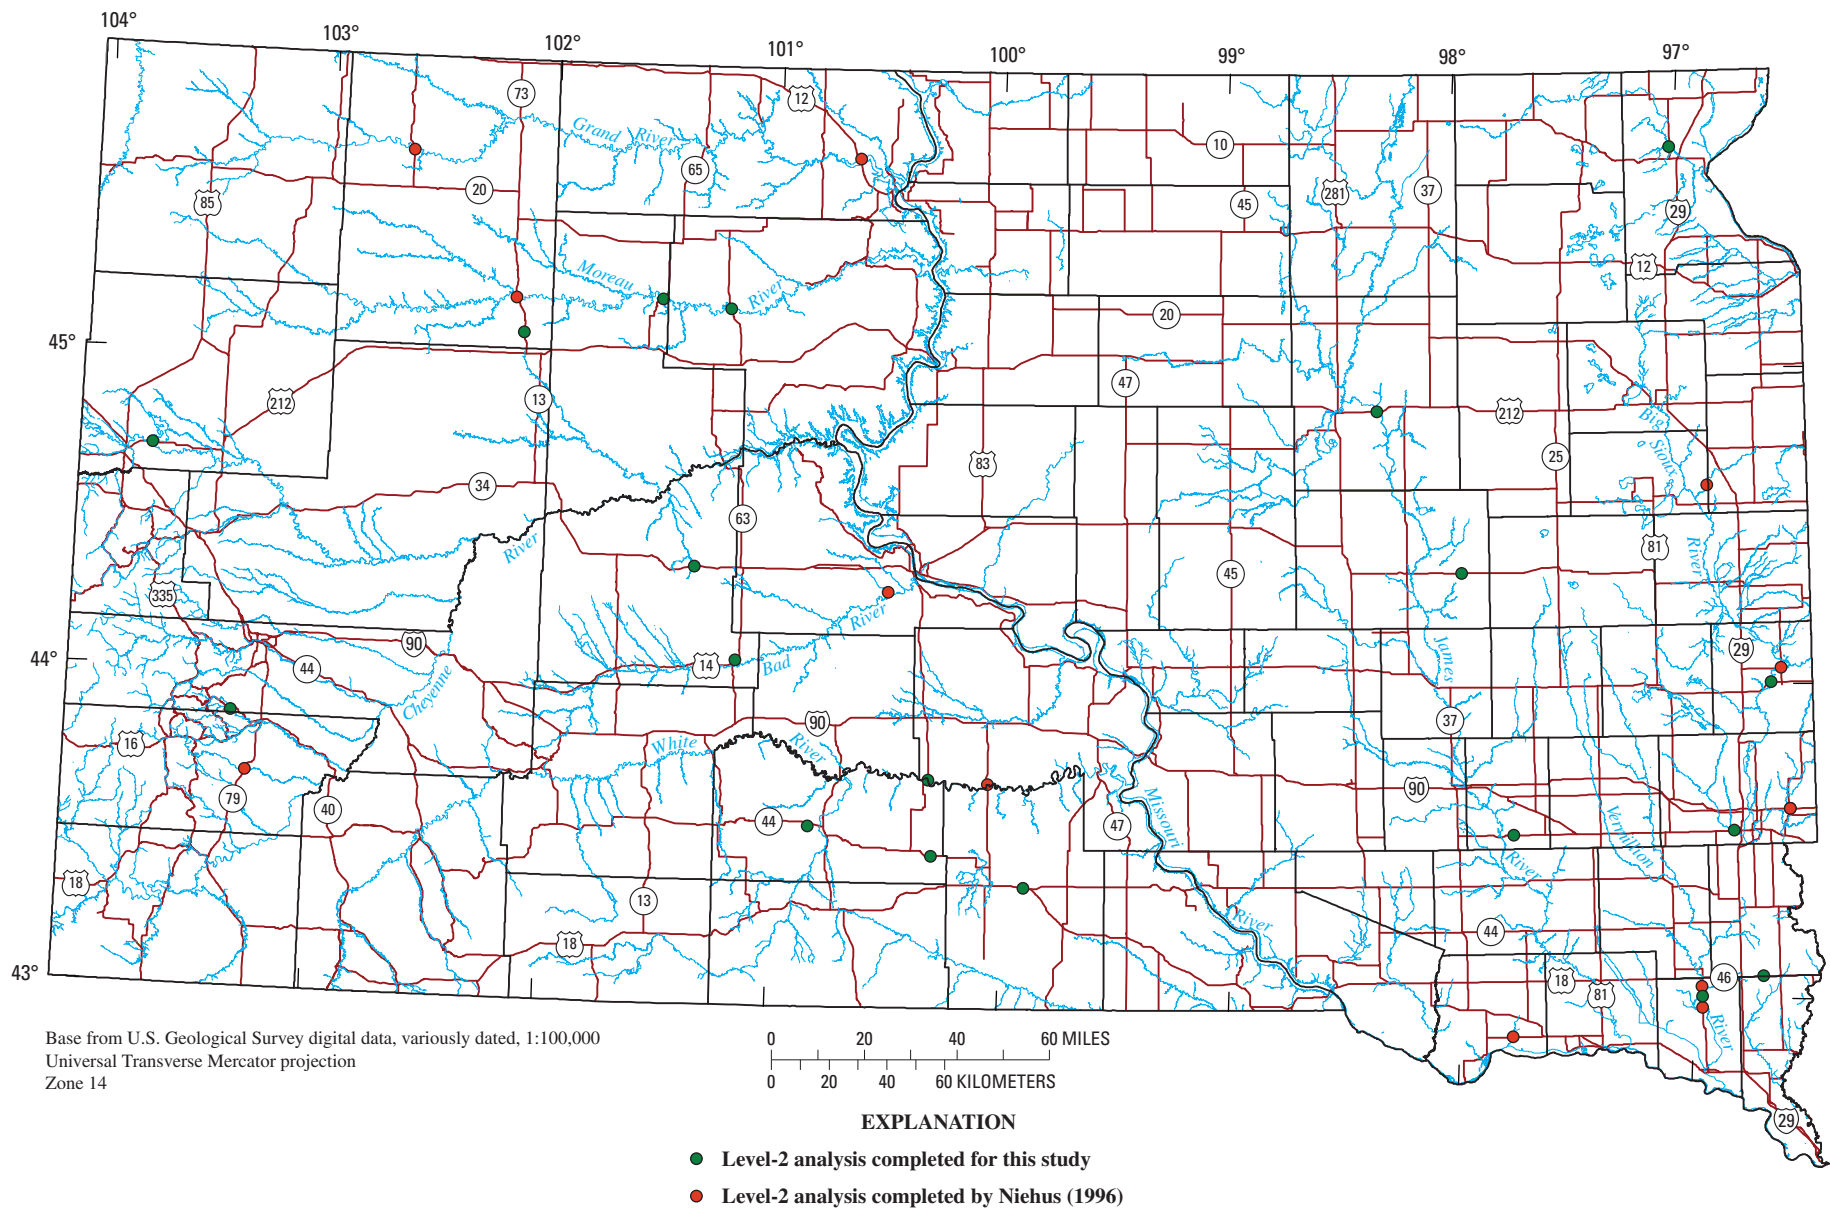 104°
103°
102°
101°
100°
99°
98°
97°
73
12
Grand River
65
10
20
85
45
281
37
29
12
Moreau River
20
45°
47
13
212
212
Big Sioux River
83
25
34
63
81
River
45
335
River
90
James
29
44°
44
14
Bad
Cheyenne
37
90
16
White River
79
40
90
44
47
Missouri
Vermillion
River
18
13
River
18
44
43°
46
18
81
River
29
Base from U.S. Geological Survey digital data, variously dated, 1:100,000
Universal Transverse Mercator projection
Zone 14
0 20 40 60 MILES
0 20 40 60 KILOMETERS
EXPLANATION
Level-2 analysis completed for this study
Level-2 analysis completed by Niehus (1996)